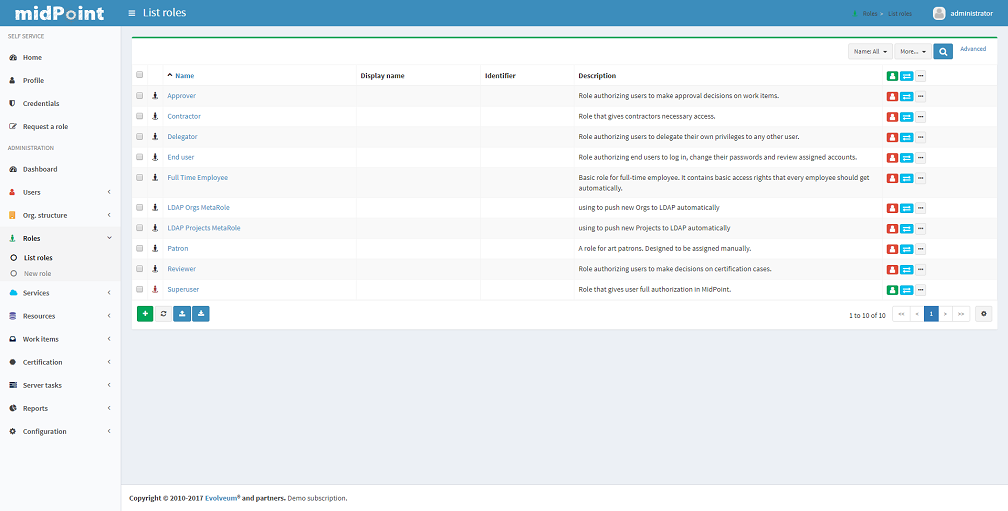 midPoint
List roles
Roles
List roles
administrator
SELF SERVICE
Home
Profile
Credentials
Request a role
ADMINISTRATION
Dashboard
Users
Org. structure
Roles
List roles
New role
Services
Resources
Work items
Certification
Server tasks
Reports
Configuration
Name: All
More...
Advanced
Name
Display name
Identifier
Description
Approver
Role authorizing users to make approval decisions on work items.
Contractor
Role that gives contractors necessary access.
Delegator
Role authorizing users to delegate their own privileges to any other user.
End user
Role authorizing end users to log in, change their passwords and review assigned accounts.
Full Time Employee
Basic role for full-time employee. It contains basic access rights that every employee should get
automatically.
LDAP Orgs MetaRole
using to push new Orgs to LDAP automatically
LDAP Projects MetaRole
using to push new Projects to LDAP automatically
Patron
A role for art patrons. Designed to be assigned manually.
Reviewer
Role authorizing users to make decisions on certification cases.
Superuser
Role that gives user full authorization in MidPoint.
1 to 10 of 10
<< < 1 > >>
Copyright © 2010-2017 Evolveum® and partners. Demo subscription.